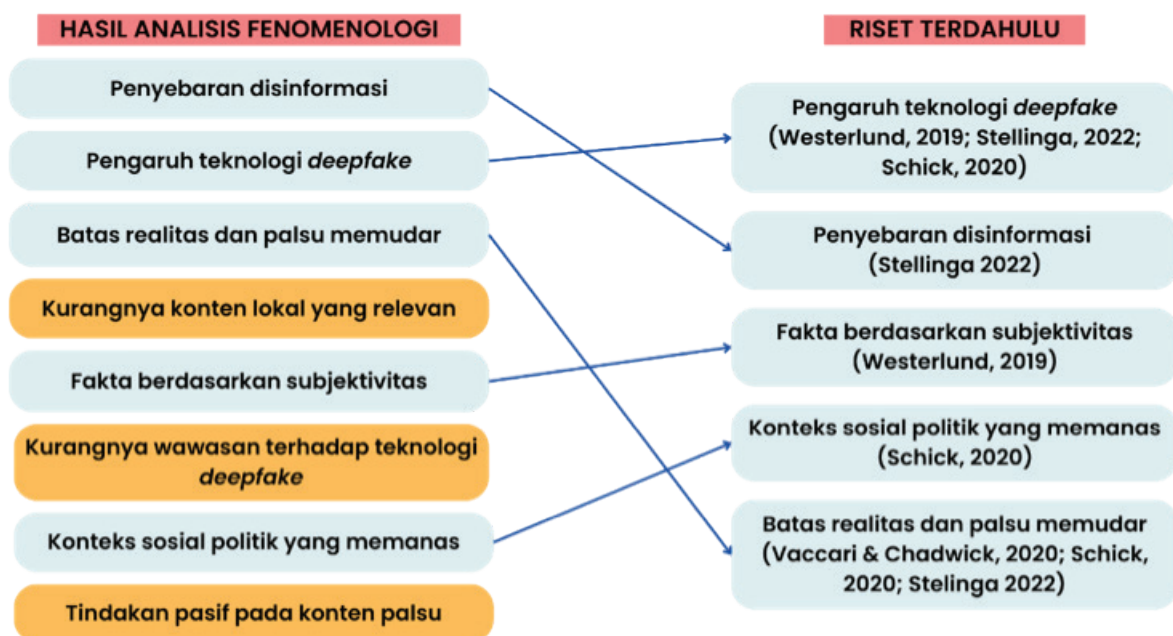 HASIL ANALISIS FENOMENOLOGI
Penyebaran disinformasi
Pengaruh teknologi deepfake
Batas realitas dan palsu memudar
Kurangnya konten lokal yang relevan
Fakta berdasarkan subjektivitas
Kurangnya wawasan terhadap teknologi
deepfake
Konteks sosial politik yang memanas
Tindakan pasif pada konten palsu
RISET TERDAHULU
Pengaruh teknologi deepfake
(Westerlund, 2019; Stellinga, 2022;
Schick, 2020)
Penyebaran disinformasi
(Stellinga 2022)
Fakta berdasarkan subjektivitas
(Westerlund, 2019)
Konteks sosial politik yang memanas
(Schick, 2020)
Batas realitas dan palsu memudar
(Vaccari & Chadwick, 2020; Schick,
2020; Stelinga 2022)